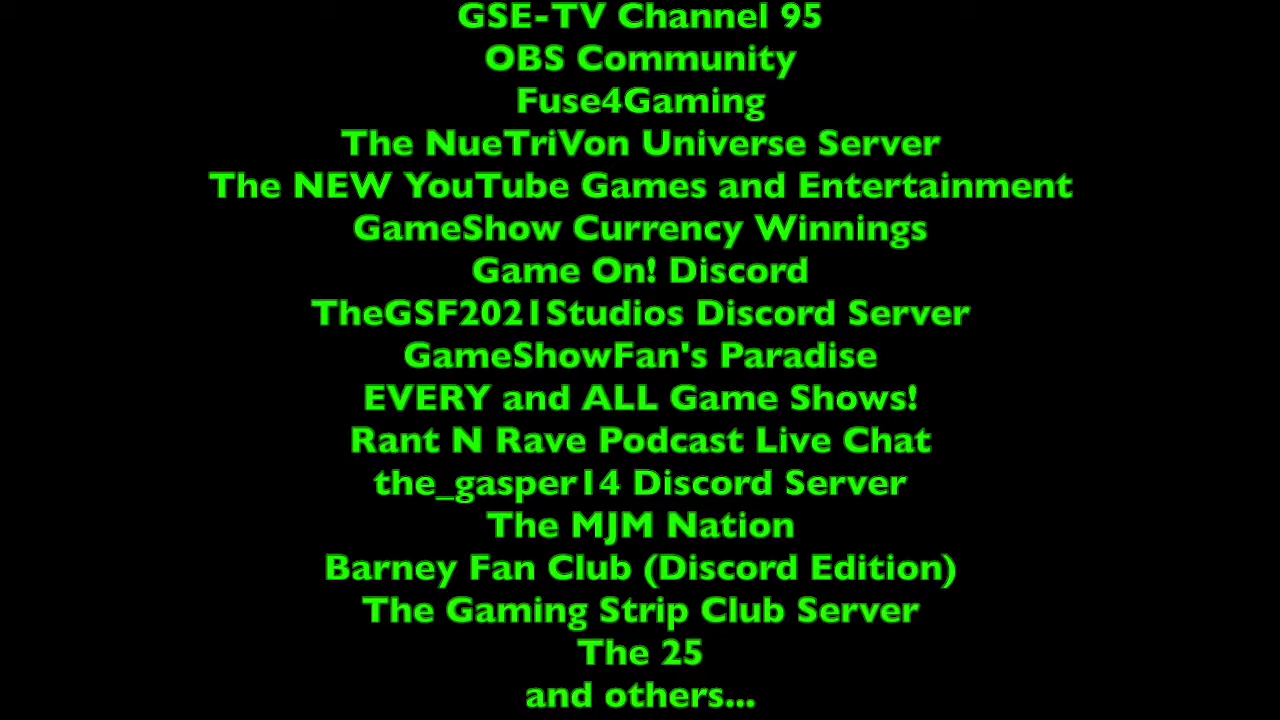 GSE-TV Channel 95
OBS Community
Fuse4Gaming
The NueTriVon Universe Server
The NEW YouTube Games and Entertainment
GameShow Currency Winnings
Game On! Discord
TheGSF2021Studios Discord Server
GameShowFan's Paradise
EVERY and ALL Game Shows!
Rant N Rave Podcast Live Chat
the_gasper14 Discord Server
The MJM Nation
Barney Fan Club (Discord Edition)
The Gaming Strip Club Server
The 25
and others...